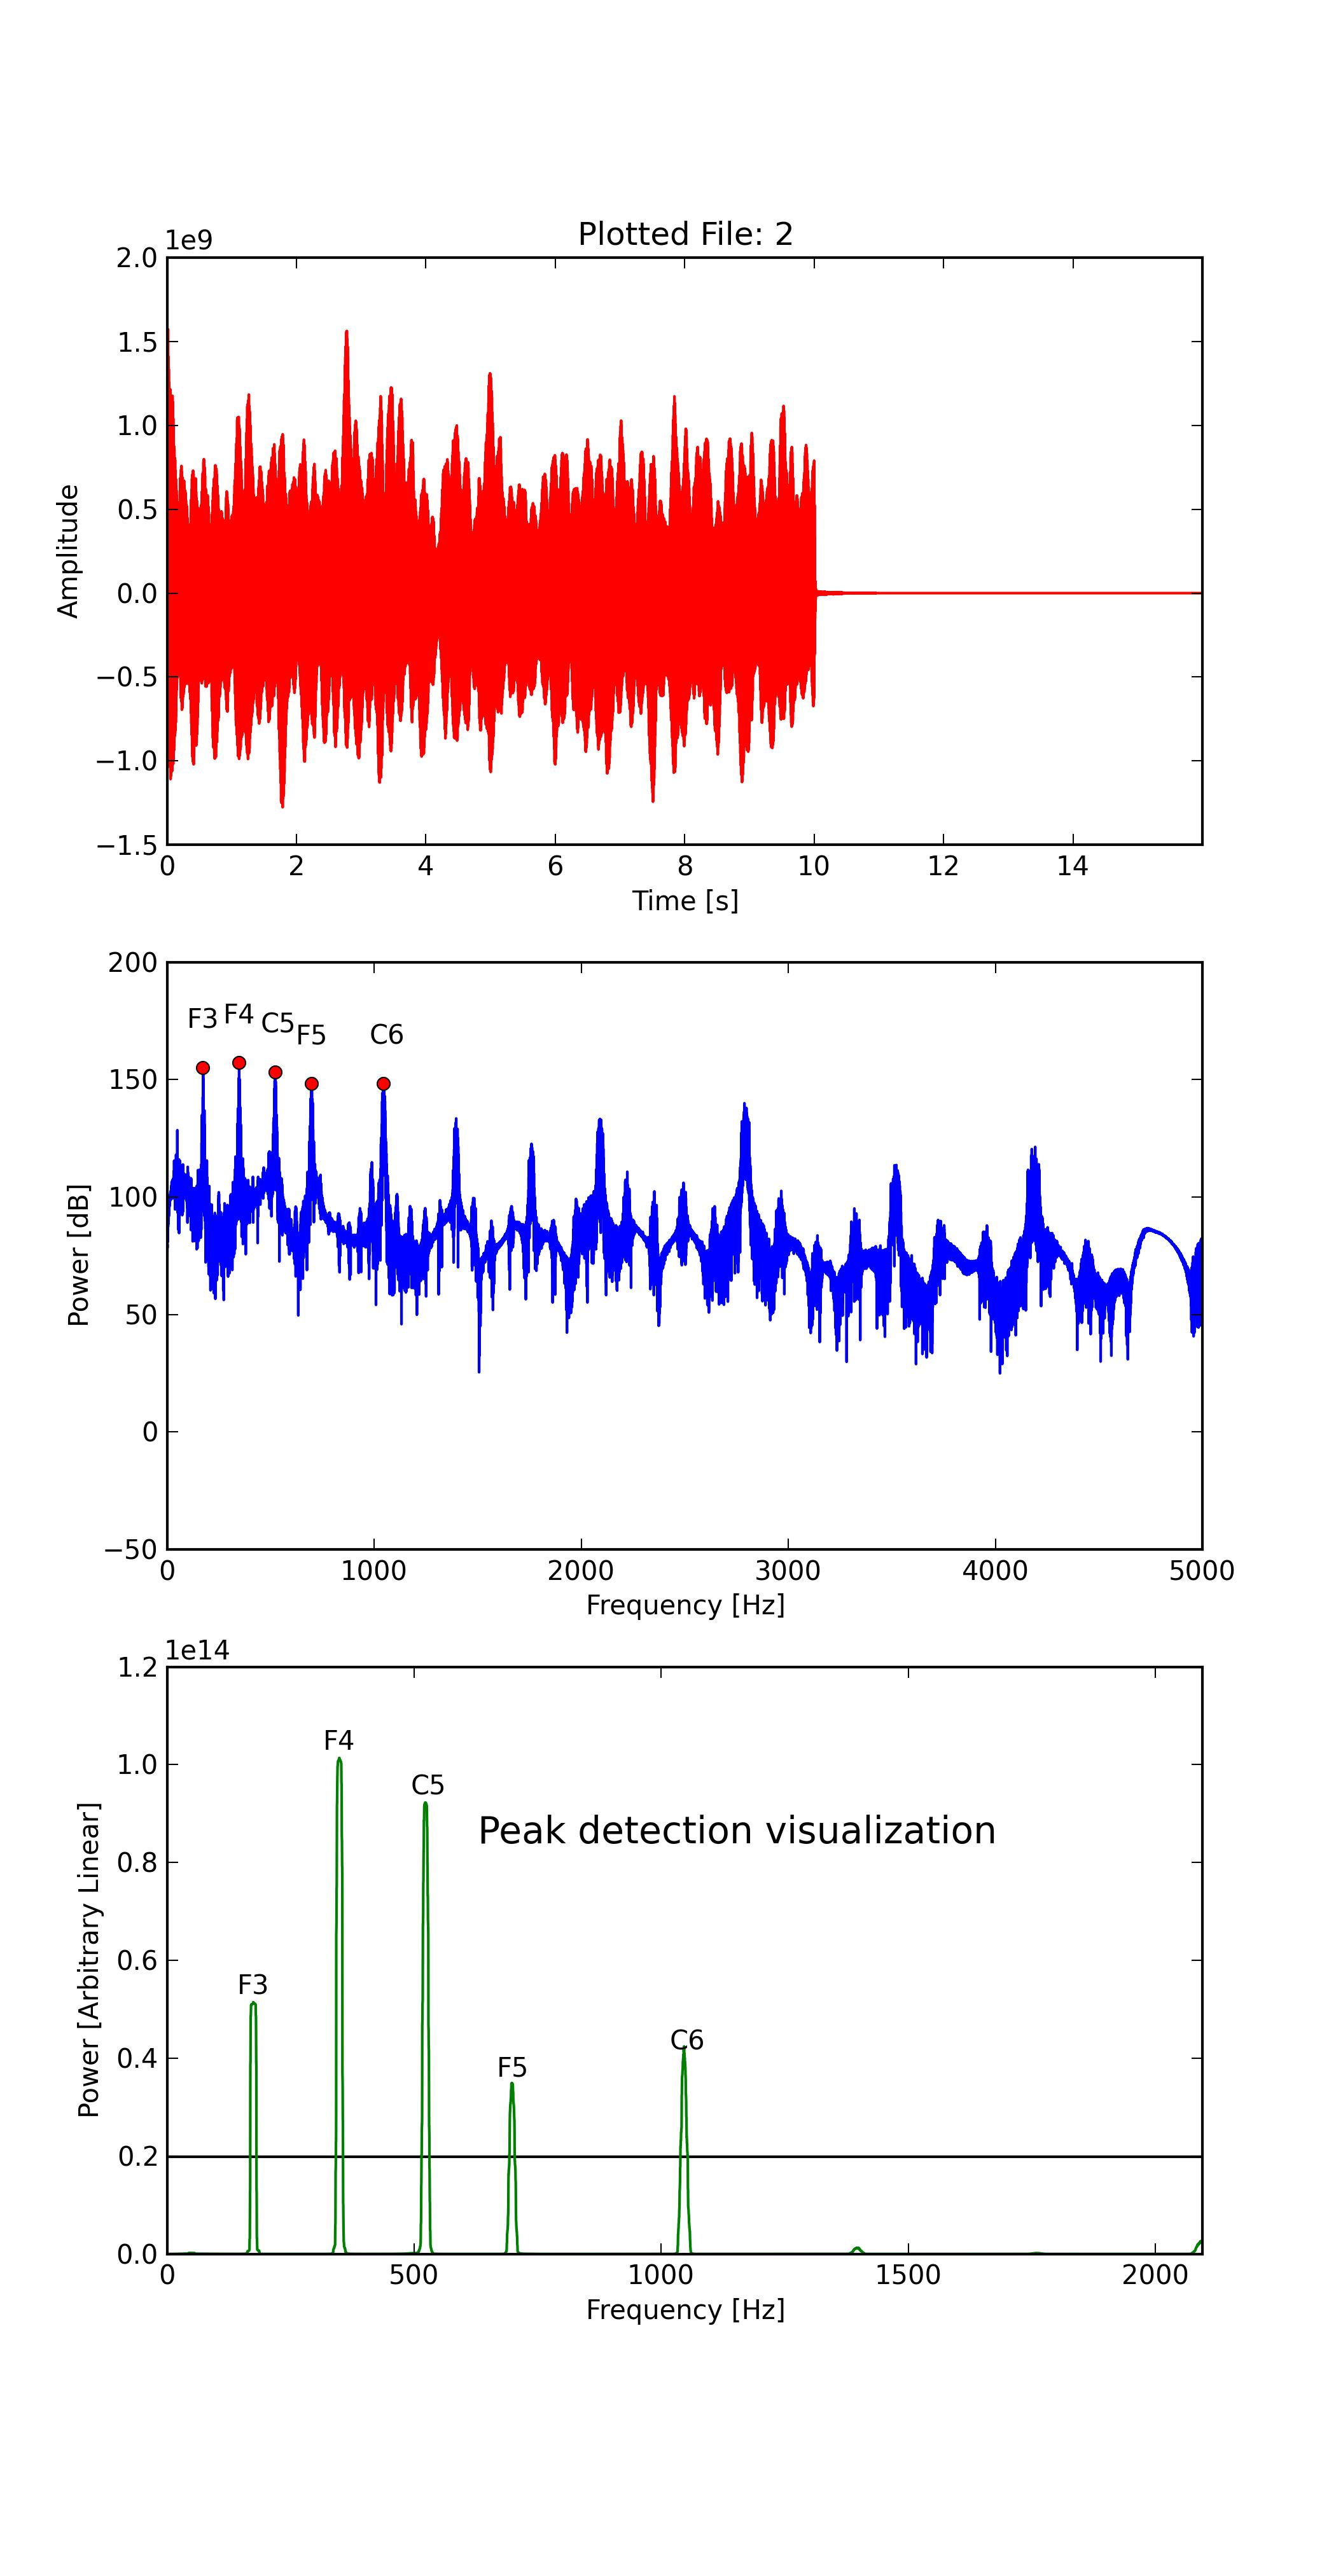 Plotted File: 2
1e9
2.0
1.5
1.0
0.5
0.0
−0.5
−1.0
−1.5
Amplitude
0 2 4 6 8 10 12 14
Time [s]
200
150
100
50
0
−50
Power [dB]
F3 F4 C5 F5 C6
0 1000 2000 3000 4000 5000
Frequency [Hz]
1e14
1.2
1.0
0.8
0.6
0.4
0.2
0.0
Power [Arbitrary Linear]
F4
C5
Peak detection visualization
F3
C6
F5
0 500 1000 1500 2000
Frequency [Hz]